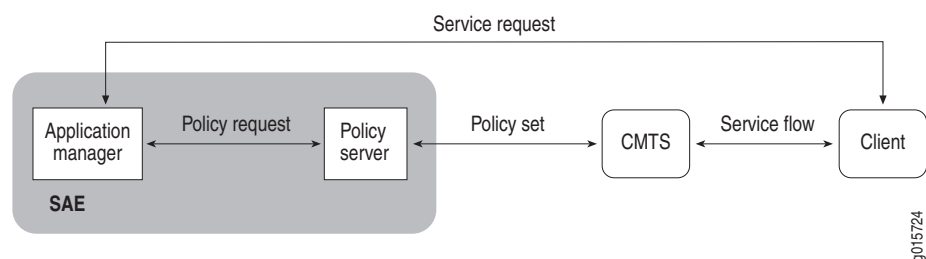 Service request
Application
manager
Policy request
Policy
server
Policy set
CMTS
Service flow
Client
SAE
g015724